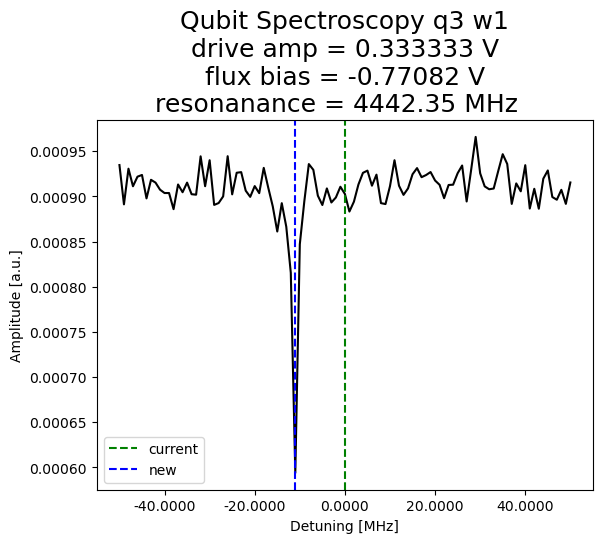 Qubit Spectroscopy q3 w1
drive amp = 0.333333 V
flux bias = -0.77082 V
resonanance = 4442.35 MHz
Amplitude [a.u.]
0.00095
0.00090
0.00085
0.00080
0.00075
0.00070
0.00065
0.00060
current
new
-40.0000 -20.0000 0.0000 20.0000 40.0000
Detuning [MHz]